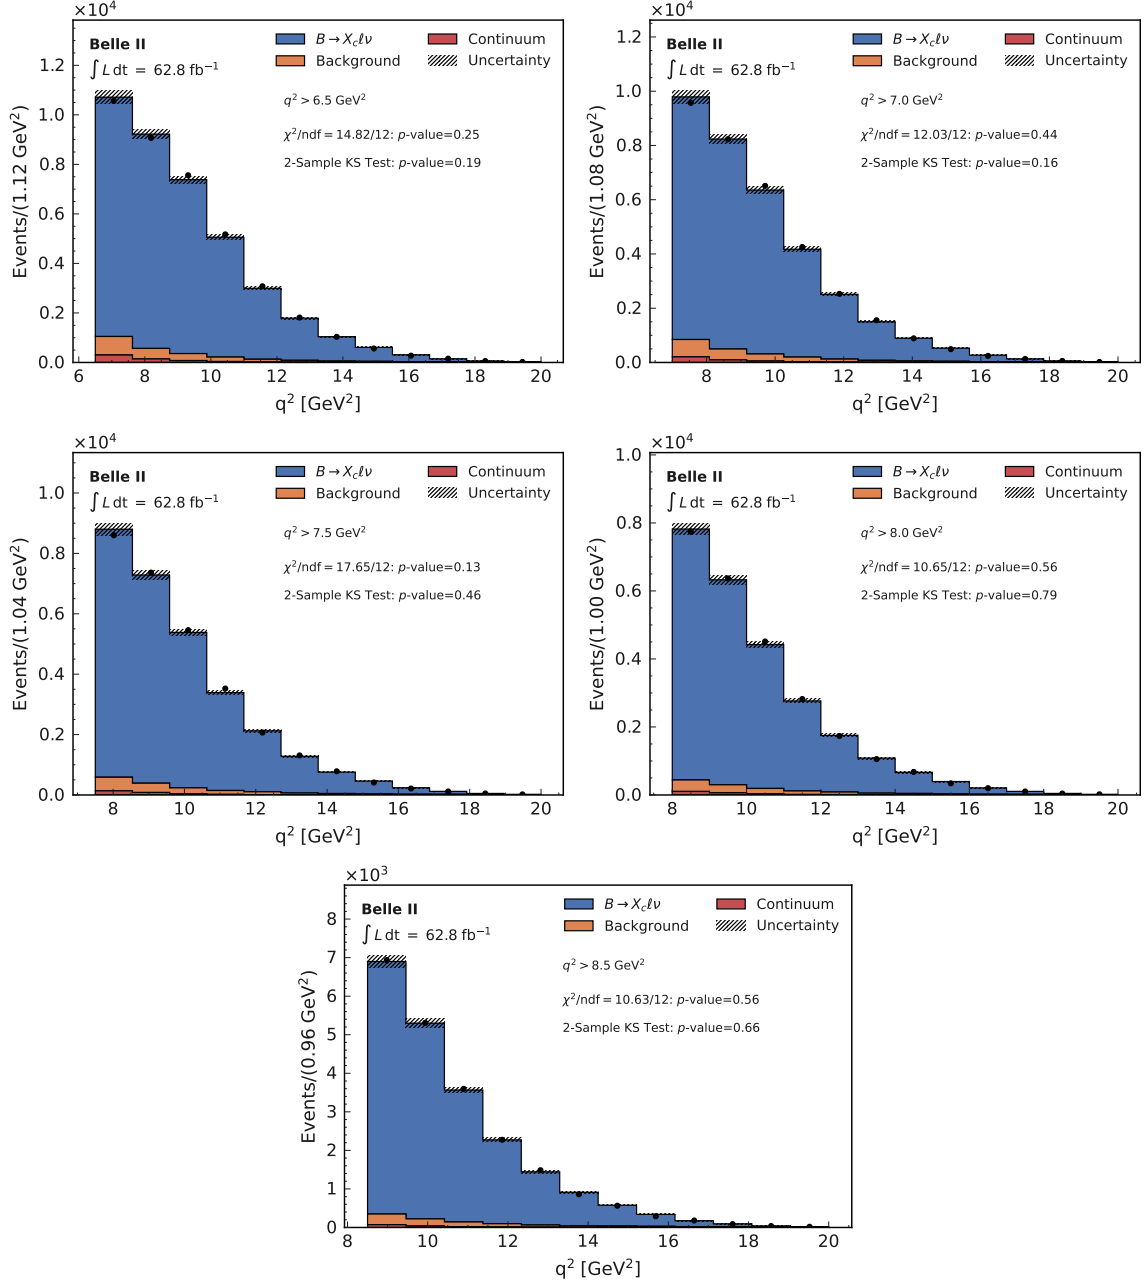 ×10⁴
Belle II
∫ L dt = 62.8 fb⁻¹
B → X_cℓν
Continuum
Background
Uncertainty
q² > 6.5 GeV²
χ²/ndf = 14.82/12: p-value=0.25
2-Sample KS Test: p-value=0.19
Events/(1.12 GeV²)
1.2
1.0
0.8
0.6
0.4
0.2
0.0
6 8 10 12 14 16 18 20
q² [GeV²]
×10⁴
Belle II
∫ L dt = 62.8 fb⁻¹
B → X_cℓν
Continuum
Background
Uncertainty
q² > 7.0 GeV²
χ²/ndf = 12.03/12: p-value=0.44
2-Sample KS Test: p-value=0.16
Events/(1.08 GeV²)
1.2
1.0
0.8
0.6
0.4
0.2
0.0
8 10 12 14 16 18 20
q² [GeV²]
×10⁴
Belle II
∫ L dt = 62.8 fb⁻¹
B → X_cℓν
Continuum
Background
Uncertainty
q² > 7.5 GeV²
χ²/ndf = 17.65/12: p-value=0.13
2-Sample KS Test: p-value=0.46
Events/(1.04 GeV²)
1.0
0.8
0.6
0.4
0.2
0.0
8 10 12 14 16 18 20
q² [GeV²]
×10⁴
Belle II
∫ L dt = 62.8 fb⁻¹
B → X_cℓν
Continuum
Background
Uncertainty
q² > 8.0 GeV²
χ²/ndf = 10.65/12: p-value=0.56
2-Sample KS Test: p-value=0.79
Events/(1.00 GeV²)
1.0
0.8
0.6
0.4
0.2
0.0
8 10 12 14 16 18 20
q² [GeV²]
×10³
Belle II
∫ L dt = 62.8 fb⁻¹
B → X_cℓν
Continuum
Background
Uncertainty
q² > 8.5 GeV²
χ²/ndf = 10.63/12: p-value=0.56
2-Sample KS Test: p-value=0.66
Events/(0.96 GeV²)
8
7
6
5
4
3
2
1
0
8 10 12 14 16 18 20
q² [GeV²]